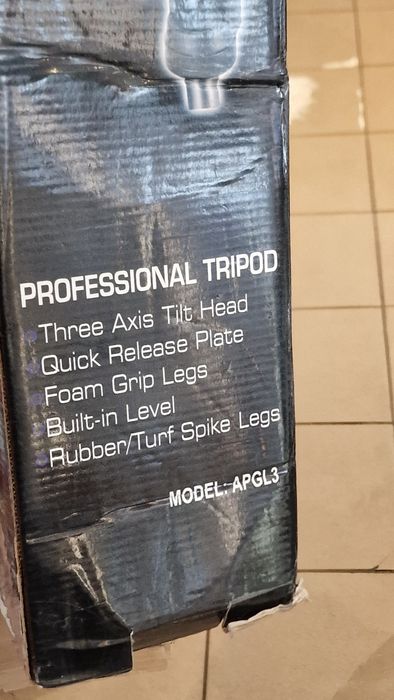 PROFESSIONAL TRIPOD
Three Axis Tilt Head
Quick Release Plate
Foam Grip Legs
Built-in Level
Rubber/Turf Spike Legs
MODEL: APGL3